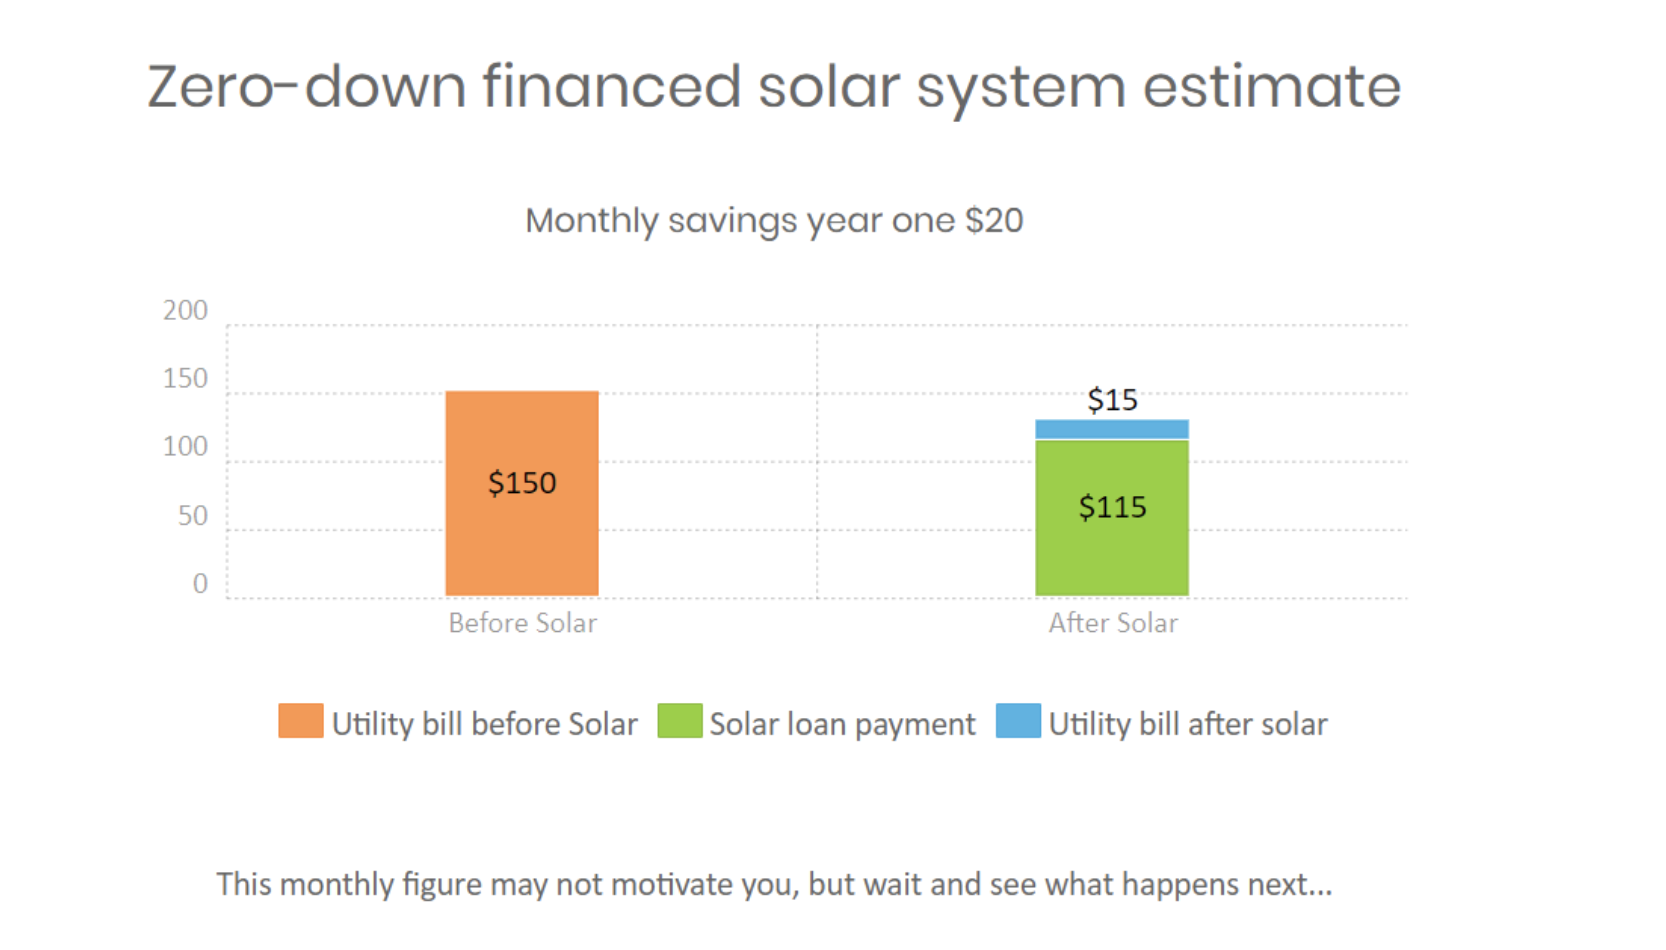 Zero-down financed solar system estimate
Monthly savings year one $20
200
150
100
50
0
$150
$15
$115
Before Solar
After Solar
Utility bill before Solar
Solar loan payment
Utility bill after solar
This monthly figure may not motivate you, but wait and see what happens next...